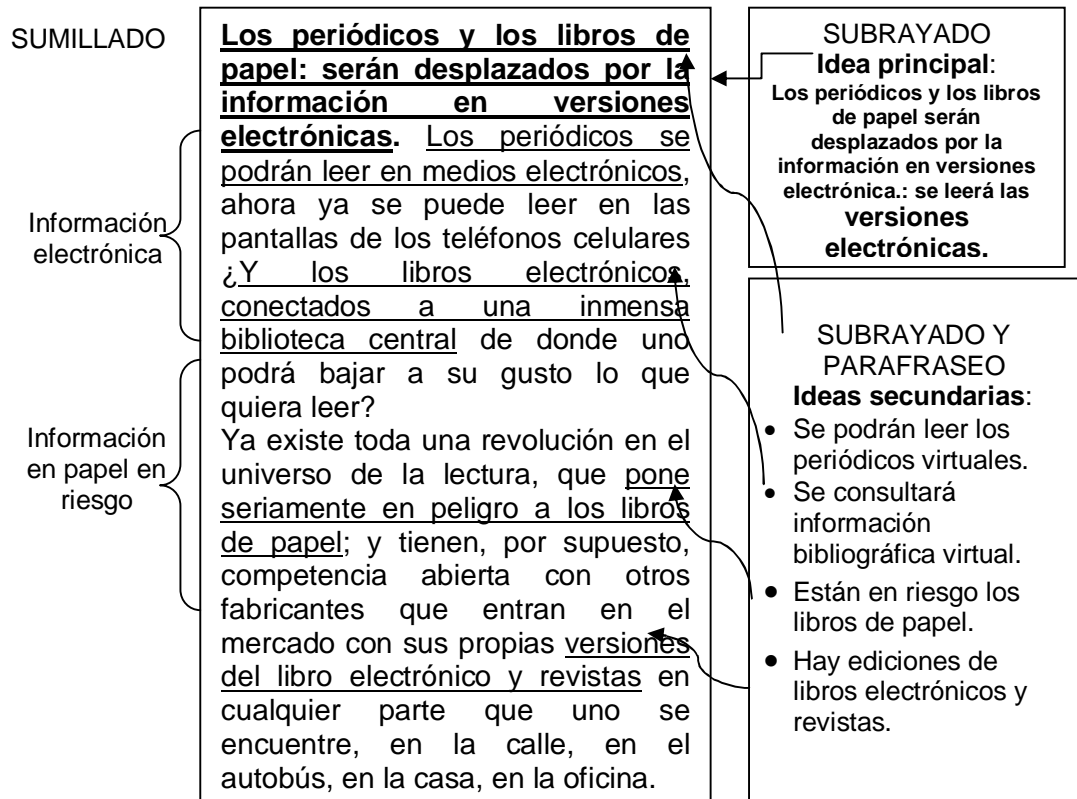 SUMILLADO
Información
electrónica
Información
en papel en
riesgo
Los periódicos y los libros de
papel: serán desplazados por la
información en versiones
electrónicas. Los periódicos se
podrán leer en medios electrónicos,
ahora ya se puede leer en las
pantallas de los teléfonos celulares
¿Y los libros electrónicos,
conectados a una inmensa
biblioteca central de donde uno
podrá bajar a su gusto lo que
quiera leer?
Ya existe toda una revolución en el
universo de la lectura, que pone
seriamente en peligro a los libros
de papel; y tienen, por supuesto,
competencia abierta con otros
fabricantes que entran en el
mercado con sus propias versiones
del libro electrónico y revistas en
cualquier parte que uno se
encuentre, en la calle, en el
autobús, en la casa, en la oficina.
SUBRAYADO
Idea principal:
Los periódicos y los libros
de papel serán
desplazados por la
información en versiones
electrónica.: se leerá las
versiones
electrónicas.
SUBRAYADO Y
PARAFRASEO
Ideas secundarias:
• Se podrán leer los
periódicos virtuales.
• Se consultará
información
bibliográfica virtual.
• Están en riesgo los
libros de papel.
• Hay ediciones de
libros electrónicos y
revistas.